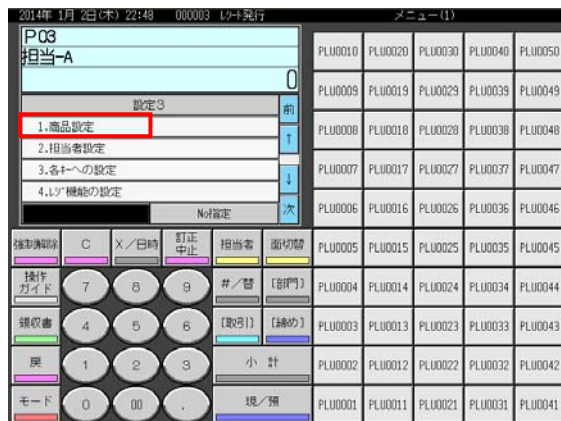 2014年 1月 2日(木) 22:48 000003 レシート発行 メニュー(1)
P03
担当-A
0
設定3
前
1.商品設定
↑
2.担当者設定
3.各キーへの設定
↓
4.レジ機能の設定
No指定 次
PLU0010 PLU0020 PLU0030 PLU0040 PLU0050
PLU0009 PLU0019 PLU0029 PLU0039 PLU0049
PLU0008 PLU0018 PLU0028 PLU0038 PLU0048
PLU0007 PLU0017 PLU0027 PLU0037 PLU0047
PLU0006 PLU0016 PLU0026 PLU0036 PLU0046
強制解除 C X/日時 訂正 中止 担当者 面切替 PLU0005 PLU0015 PLU0025 PLU0035 PLU0045
操作 ガイド 7 8 9 #/替 [部門] PLU0004 PLU0014 PLU0024 PLU0034 PLU0044
領収書 4 5 6 [取引] [締め] PLU0003 PLU0013 PLU0023 PLU0033 PLU0043
戻 1 2 3 小 計 PLU0002 PLU0012 PLU0022 PLU0032 PLU0042
モード 0 00 . 現/預 PLU0001 PLU0011 PLU0021 PLU0031 PLU0041